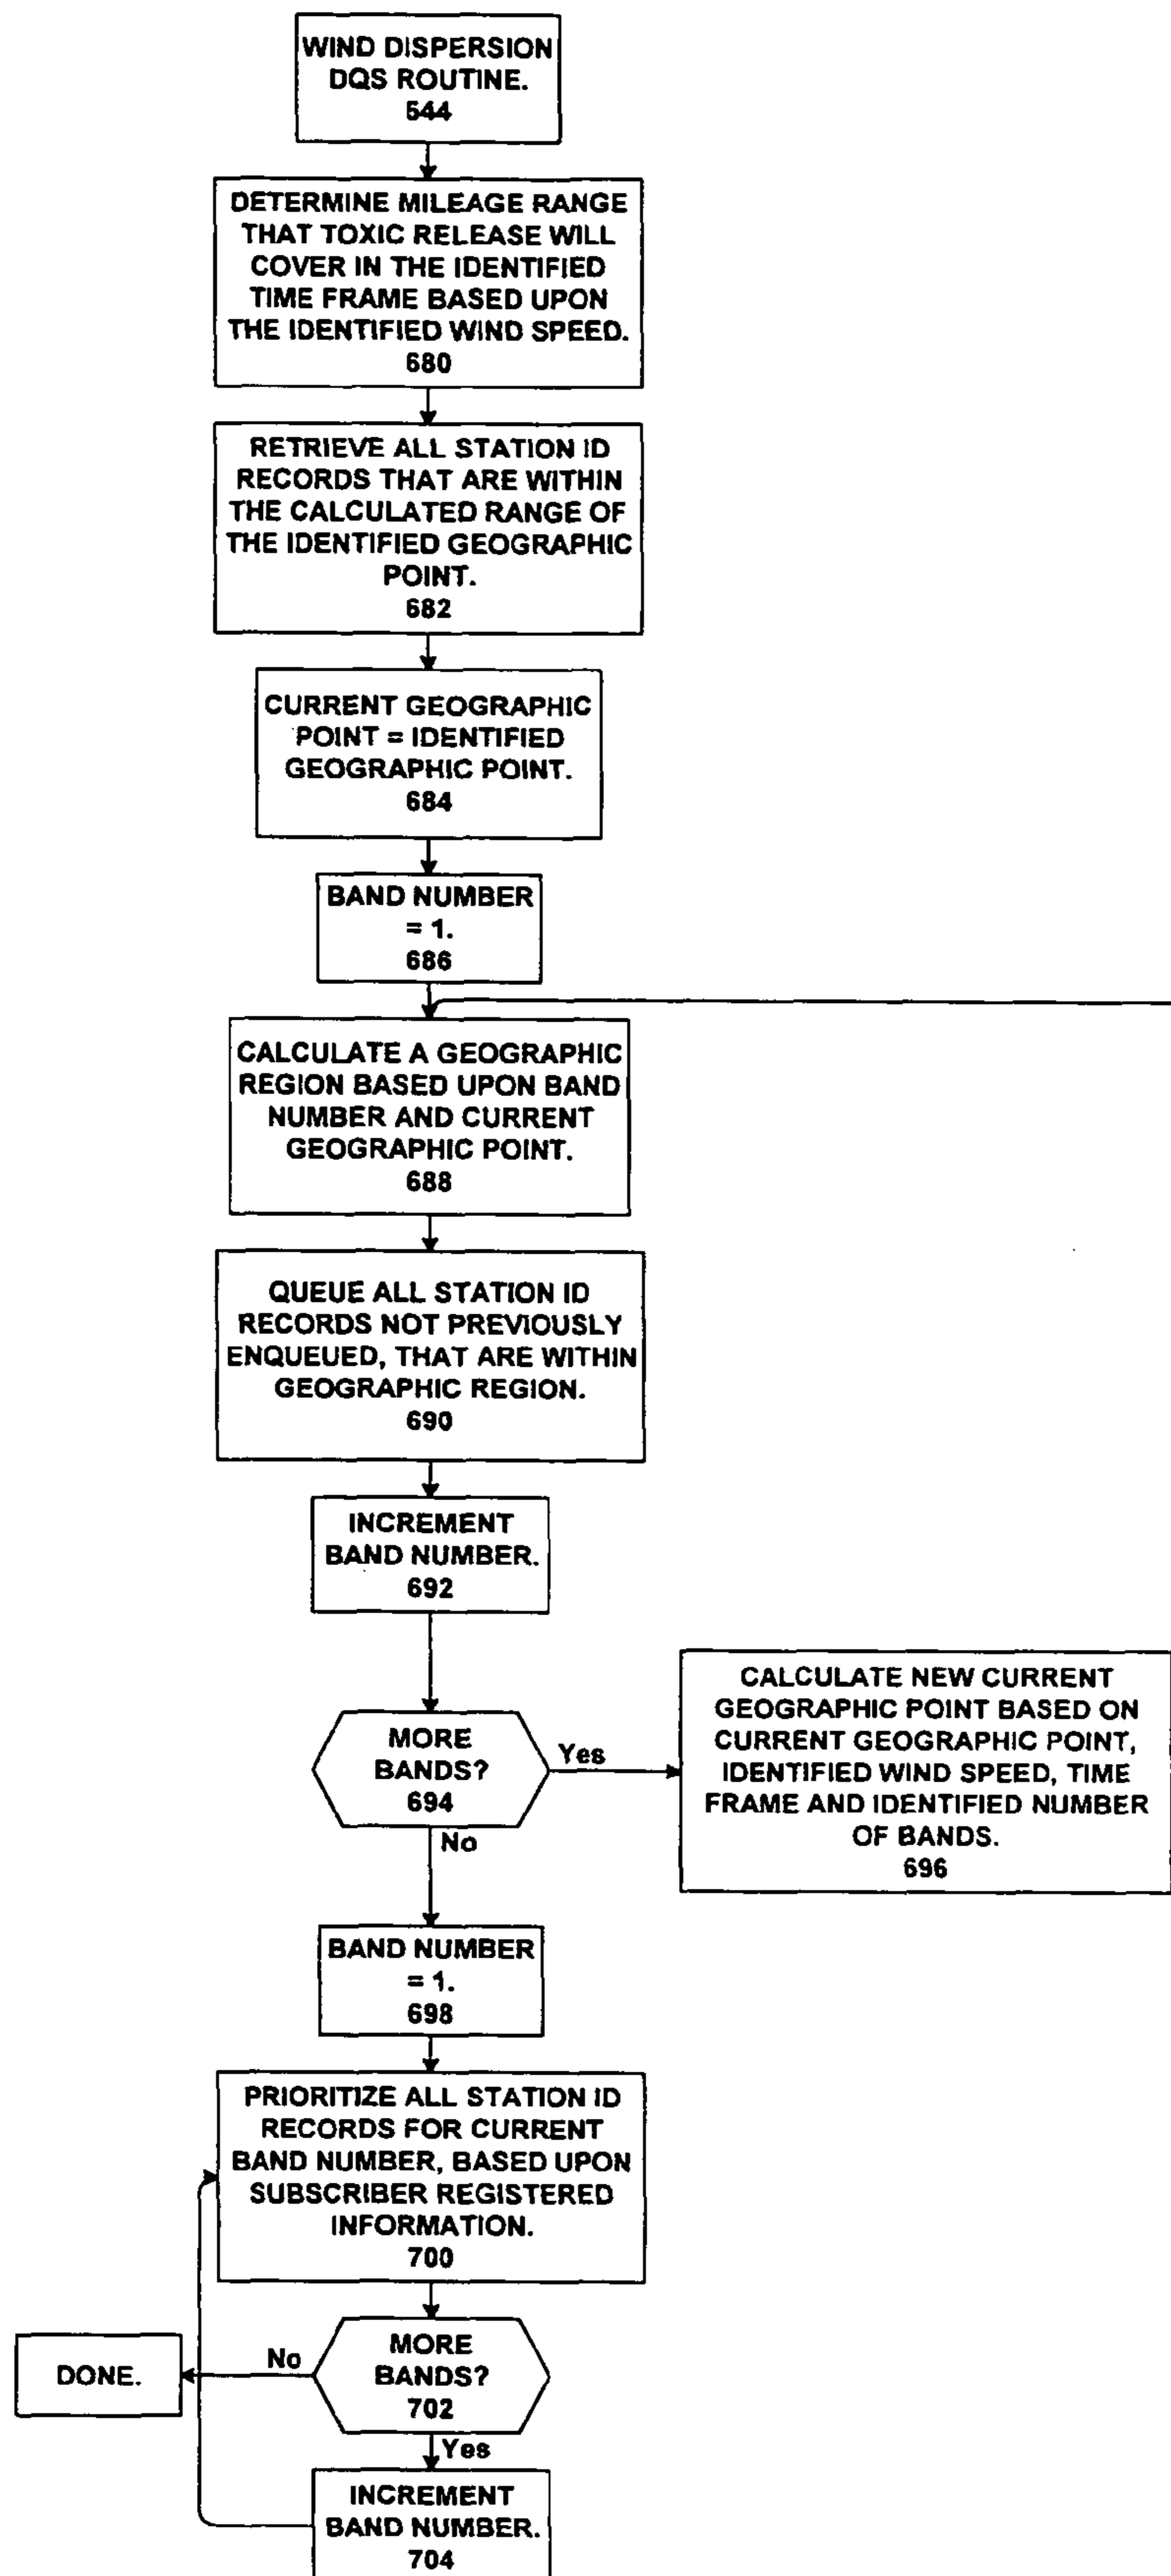 WIND DISPERSION
DQS ROUTINE.
544
DETERMINE MILEAGE RANGE
THAT TOXIC RELEASE WILL
COVER IN THE IDENTIFIED
TIME FRAME BASED UPON
THE IDENTIFIED WIND SPEED.
680
RETRIEVE ALL STATION ID
RECORDS THAT ARE WITHIN
THE CALCULATED RANGE OF
THE IDENTIFIED GEOGRAPHIC
POINT.
682
CURRENT GEOGRAPHIC
POINT = IDENTIFIED
GEOGRAPHIC POINT.
684
BAND NUMBER
= 1.
686
CALCULATE A GEOGRAPHIC
REGION BASED UPON BAND
NUMBER AND CURRENT
GEOGRAPHIC POINT.
688
QUEUE ALL STATION ID
RECORDS NOT PREVIOUSLY
ENQUEUED, THAT ARE WITHIN
GEOGRAPHIC REGION.
690
INCREMENT
BAND NUMBER.
692
MORE
BANDS?
694
Yes
No
CALCULATE NEW CURRENT
GEOGRAPHIC POINT BASED ON
CURRENT GEOGRAPHIC POINT,
IDENTIFIED WIND SPEED, TIME
FRAME AND IDENTIFIED NUMBER
OF BANDS.
696
BAND NUMBER
= 1.
698
PRIORITIZE ALL STATION ID
RECORDS FOR CURRENT
BAND NUMBER, BASED UPON
SUBSCRIBER REGISTERED
INFORMATION.
700
MORE
BANDS?
702
No
DONE.
Yes
INCREMENT
BAND NUMBER.
704